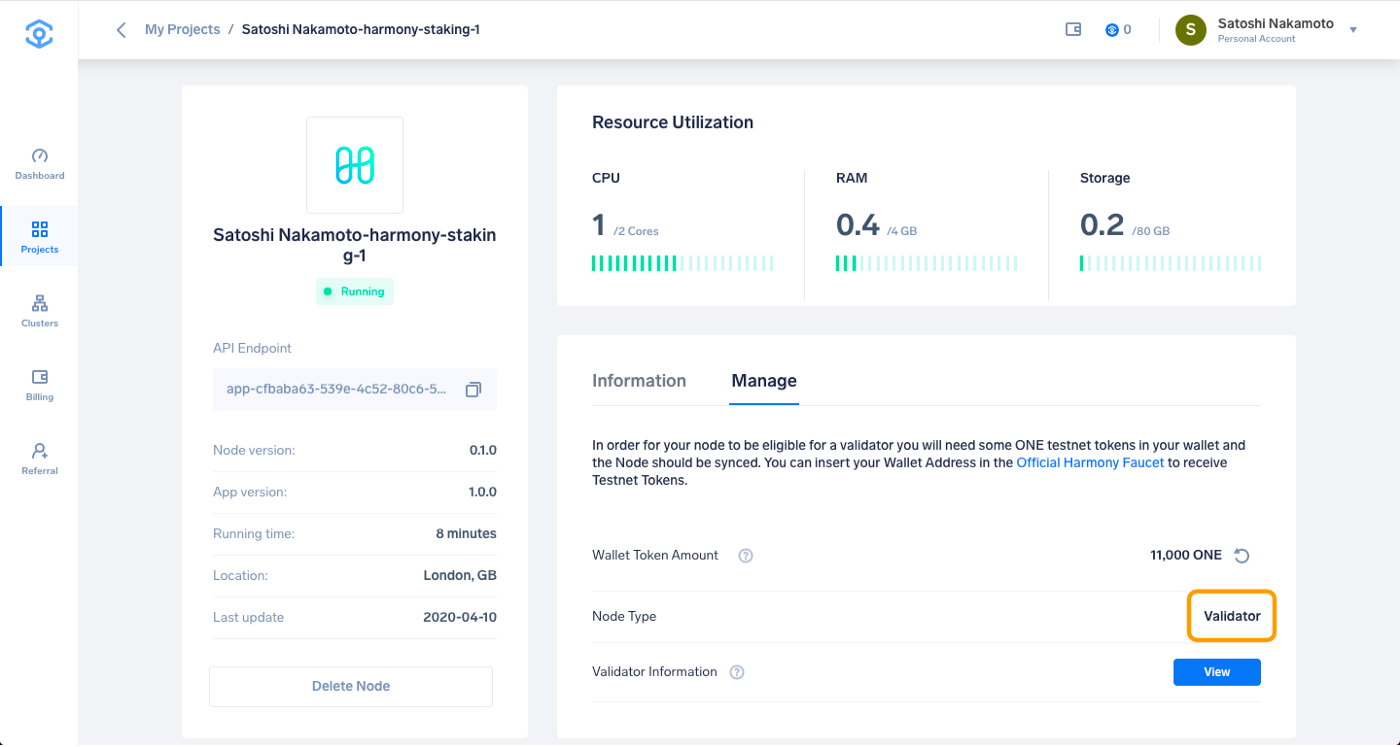 My Projects / Satoshi Nakamoto-harmony-staking-1
0
S
Satoshi Nakamoto
Personal Account
Dashboard
Projects
Clusters
Billing
Referral
Satoshi Nakamoto-harmony-stakin
g-1
Running
API Endpoint
app-cfbaba63-539e-4c52-80c6-5...
Node version: 0.1.0
App version: 1.0.0
Running time: 8 minutes
Location: London, GB
Last update 2020-04-10
Delete Node
Resource Utilization
CPU
1 /2 Cores
RAM
0.4 /4 GB
Storage
0.2 /80 GB
Information Manage
In order for your node to be eligible for a validator you will need some ONE testnet tokens in your wallet and
the Node should be synced. You can insert your Wallet Address in the Official Harmony Faucet to receive
Testnet Tokens.
Wallet Token Amount ? 11,000 ONE
Node Type Validator
Validator Information ? View